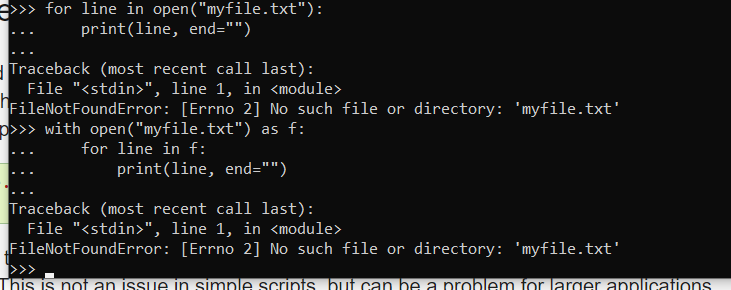 >>> for line in open("myfile.txt"):
...     print(line, end="")
...
Traceback (most recent call last):
  File "<stdin>", line 1, in <module>
FileNotFoundError: [Errno 2] No such file or directory: 'myfile.txt'
>>> with open("myfile.txt") as f:
...     for line in f:
...         print(line, end="")
...
Traceback (most recent call last):
  File "<stdin>", line 1, in <module>
FileNotFoundError: [Errno 2] No such file or directory: 'myfile.txt'
>>>
This is not an issue in simple scripts, but can be a problem for larger applications